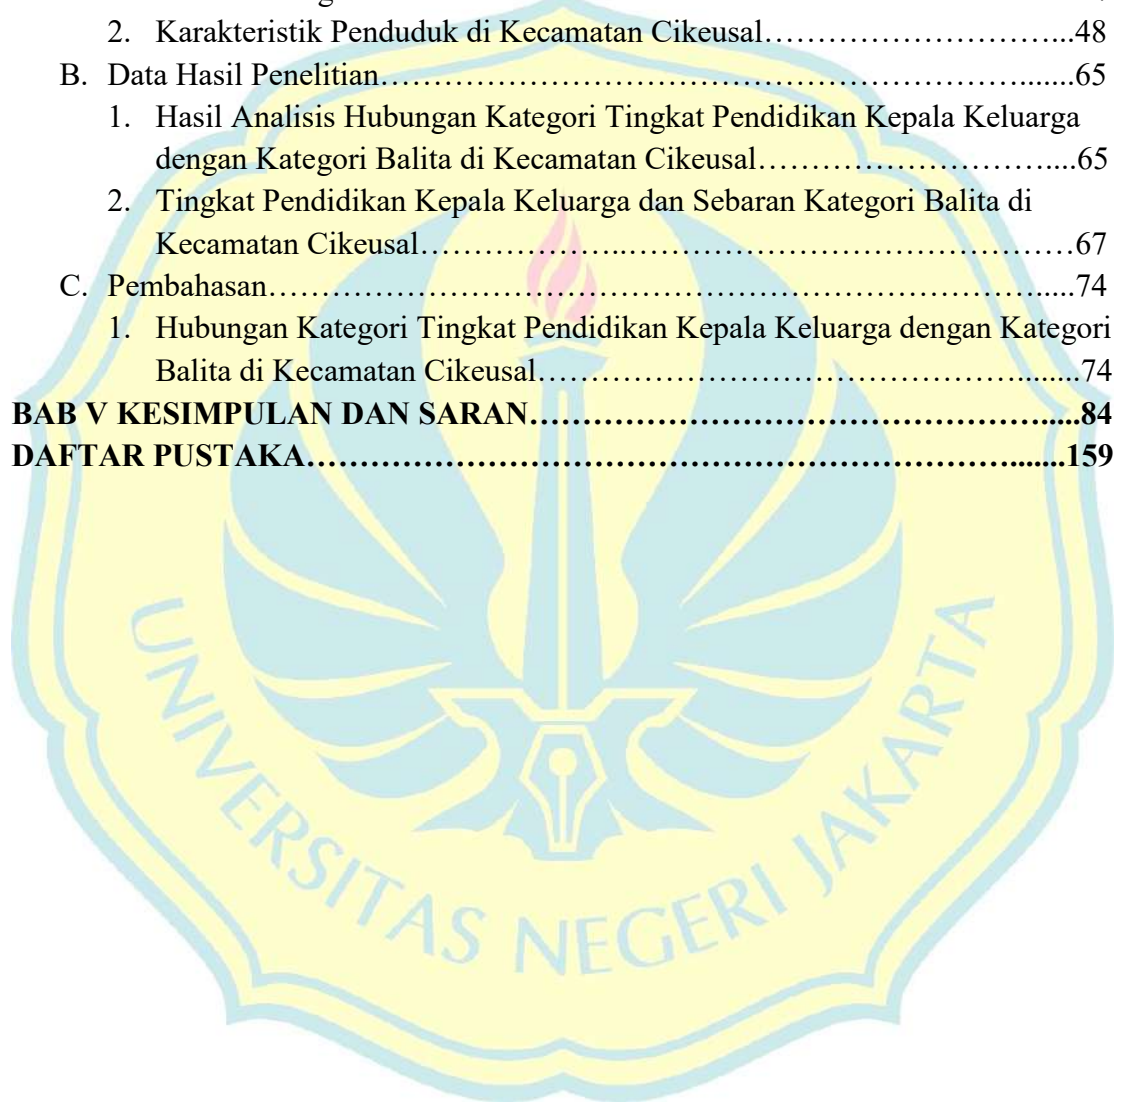 2. Karakteristik Penduduk di Kecamatan Cikeusal………………………...48
B. Data Hasil Penelitian……………………………………………………......65
1. Hasil Analisis Hubungan Kategori Tingkat Pendidikan Kepala Keluarga
dengan Kategori Balita di Kecamatan Cikeusal………………………....65
2. Tingkat Pendidikan Kepala Keluarga dan Sebaran Kategori Balita di
Kecamatan Cikeusal………………...……………………………………67
C. Pembahasan…………………………………………………………….....74
1. Hubungan Kategori Tingkat Pendidikan Kepala Keluarga dengan Kategori
Balita di Kecamatan Cikeusal…………………………………………......74
BAB V KESIMPULAN DAN SARAN…………………………………………….....84
DAFTAR PUSTAKA………………………………………………………….......159
UNIVERSITAS NEGERI JAKARTA